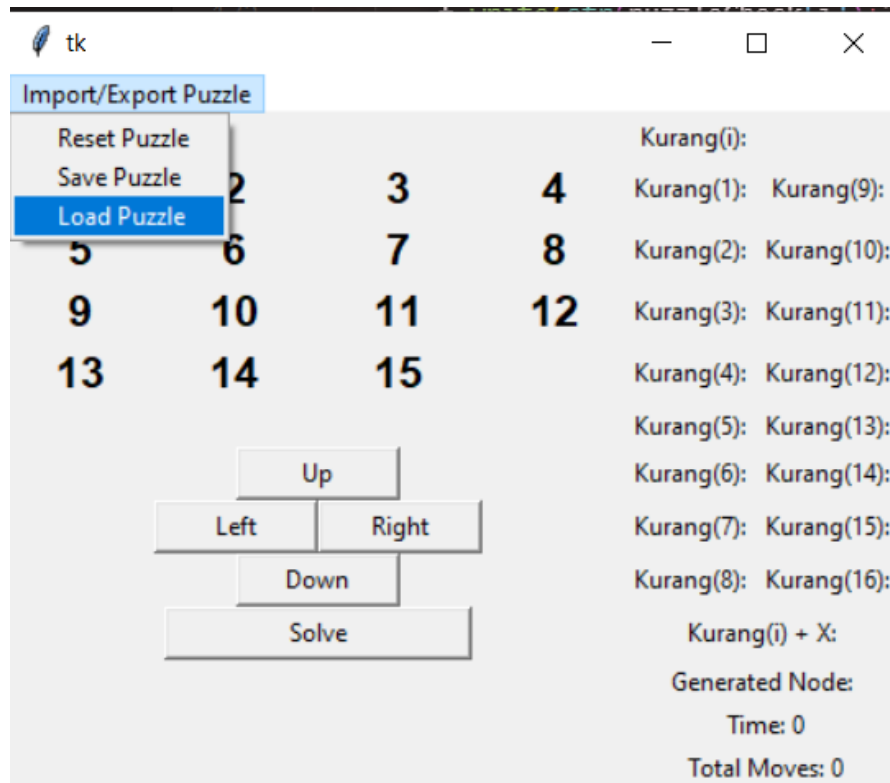 tk
Import/Export Puzzle
Reset Puzzle
Save Puzzle
Load Puzzle
Kurang(i):
2 3 4 Kurang(1): Kurang(9):
5 6 7 8 Kurang(2): Kurang(10):
9 10 11 12 Kurang(3): Kurang(11):
13 14 15 Kurang(4): Kurang(12):
Kurang(5): Kurang(13):
Up Kurang(6): Kurang(14):
Left Right Kurang(7): Kurang(15):
Down Kurang(8): Kurang(16):
Solve Kurang(i) + X:
Generated Node:
Time: 0
Total Moves: 0